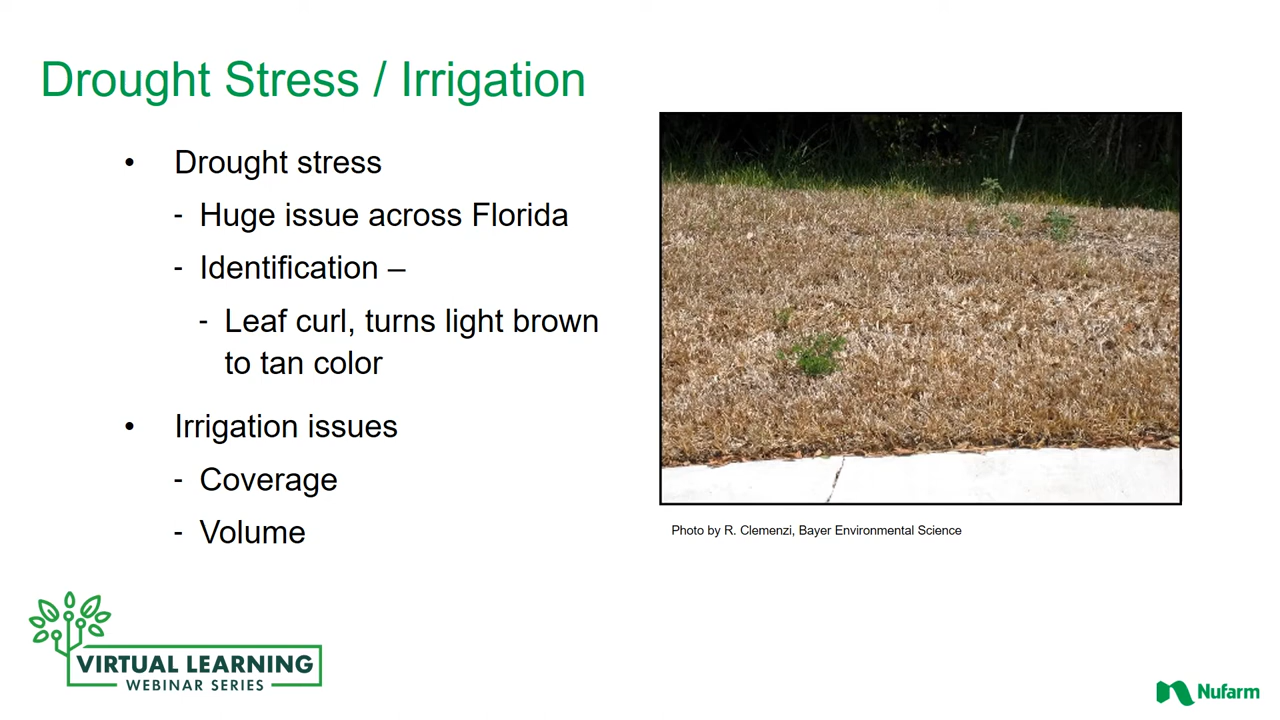 Drought Stress / Irrigation
• Drought stress
- Huge issue across Florida
- Identification –
- Leaf curl, turns light brown
to tan color
• Irrigation issues
- Coverage
- Volume
Photo by R. Clemenzi, Bayer Environmental Science
VIRTUAL LEARNING
WEBINAR SERIES
Nufarm